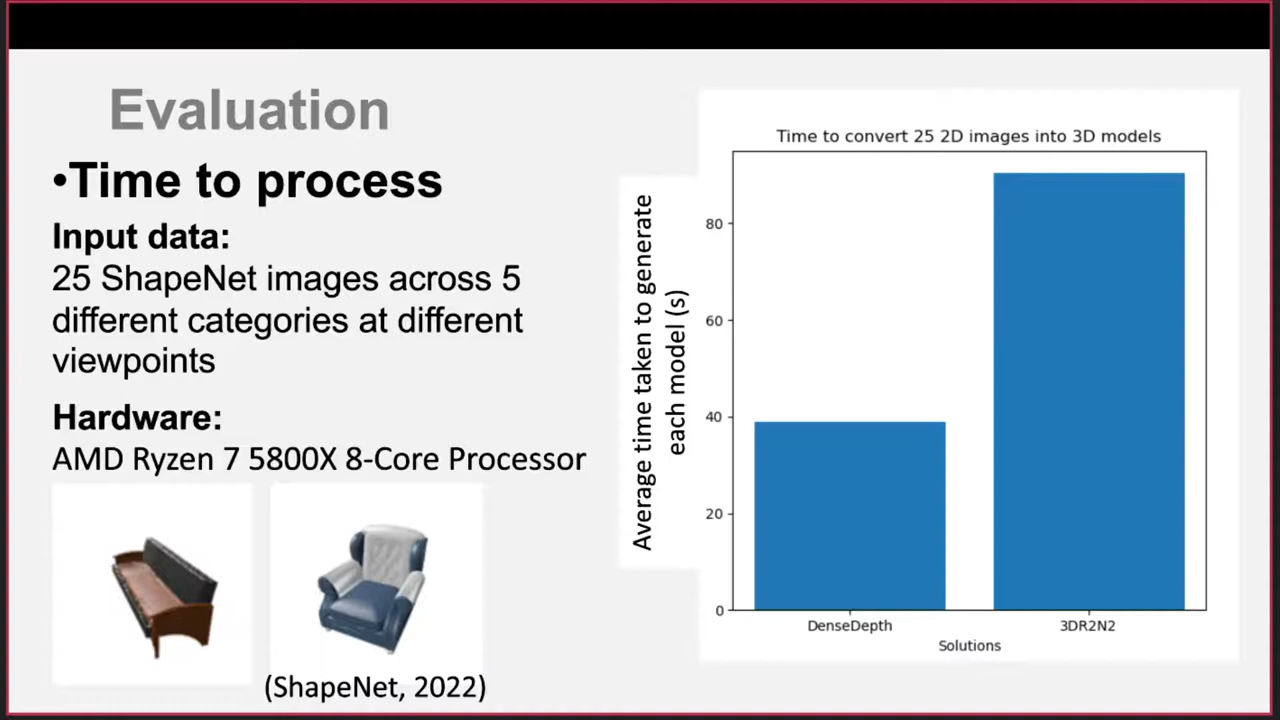 Evaluation
•Time to process
Input data:
25 ShapeNet images across 5
different categories at different
viewpoints
Hardware:
AMD Ryzen 7 5800X 8-Core Processor
(ShapeNet, 2022)
Time to convert 25 2D images into 3D models
Average time taken to generate
each model (s)
80
60
40
20
0
DenseDepth
3DR2N2
Solutions